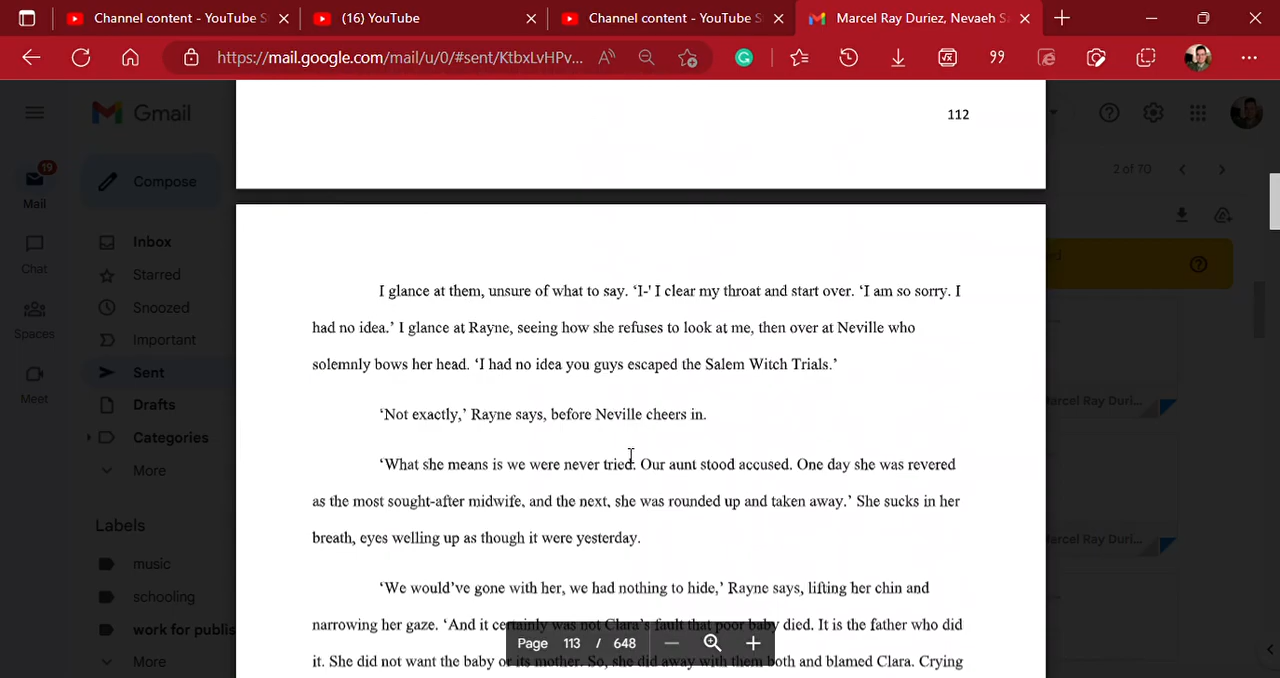 Channel content - YouTube S
(16) YouTube
Channel content - YouTube S
Marcel Ray Duriez, Nevaeh S
https://mail.google.com/mail/u/0/#sent/KtbxLvHPv...
Gmail
112
19
Mail
Chat
Spaces
Meet
Compose
Inbox
Starred
Snoozed
Important
Sent
Drafts
Categories
More
Labels
music
schooling
work for publis
More
2 of 70
Marcel Ray Duri...
Marcel Ray Duri...
I glance at them, unsure of what to say. ‘I-' I clear my throat and start over. ‘I am so sorry. I
had no idea.’ I glance at Rayne, seeing how she refuses to look at me, then over at Neville who
solemnly bows her head. ‘I had no idea you guys escaped the Salem Witch Trials.’
‘Not exactly,’ Rayne says, before Neville cheers in.
‘What she means is we were never tried. Our aunt stood accused. One day she was revered
as the most sought-after midwife, and the next, she was rounded up and taken away.’ She sucks in her
breath, eyes welling up as though it were yesterday.
‘We would’ve gone with her, we had nothing to hide,’ Rayne says, lifting her chin and
narrowing her gaze. ‘And it certainly was not Clara’s fault that poor baby died. It is the father who did
it. She did not want the baby or its mother. So, she did away with them both and blamed Clara. Crying
Page 113 / 648